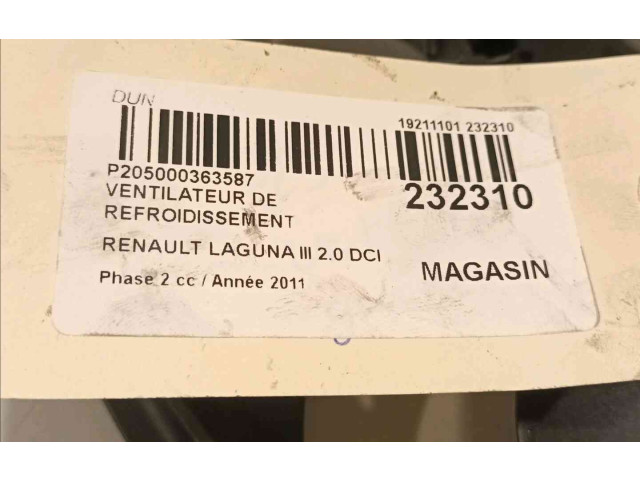 DUN
19211101 232310
P205000363587
VENTILATEUR DE
REFROIDISSEMENT
232310
RENAULT LAGUNA III 2.0 DCI
MAGASIN
Phase 2 cc / Année 2011